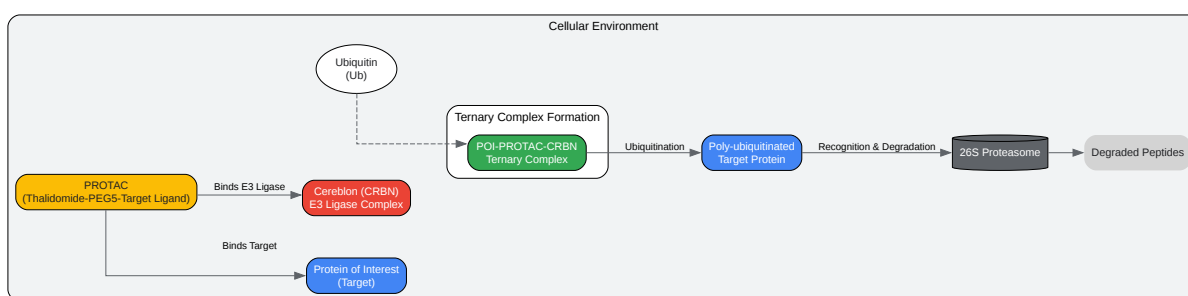 Cellular Environment
Ubiquitin
(Ub)
Ternary Complex Formation
POI-PROTAC-CRBN
Ternary Complex
Ubiquitination
Poly-ubiquitinated
Target Protein
Recognition & Degradation
26S Proteasome
Degraded Peptides
PROTAC
(Thalidomide-PEG5-Target Ligand)
Binds E3 Ligase
Cereblon (CRBN)
E3 Ligase Complex
Binds Target
Protein of Interest
(Target)